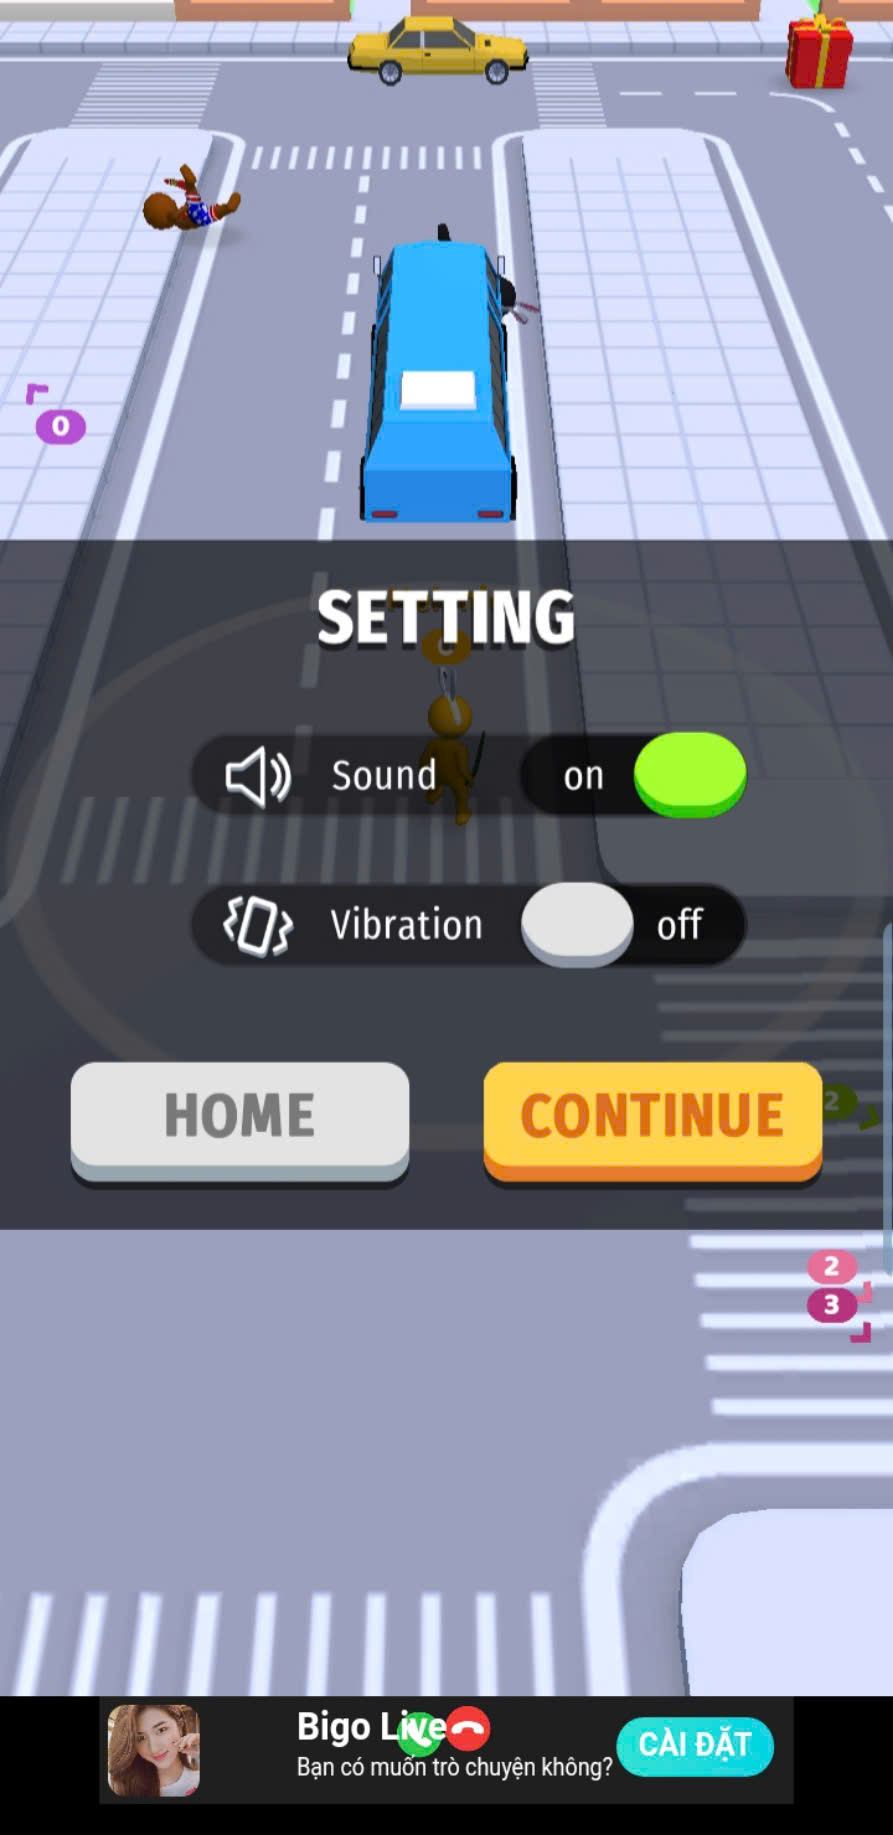 0
SETTING
Sound
on
Vibration
off
HOME
CONTINUE
2
2
3
Bigo Live
Bạn có muốn trò chuyện không?
CÀI ĐẶT